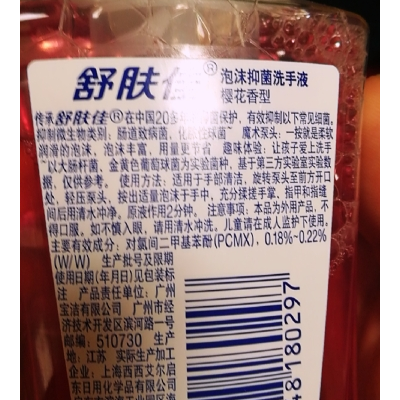 舒肤佳® 泡沫抑菌洗手液
樱花香型
传承舒肤佳®在中国20多年 保护，有效抑制以下常见细菌。
抑制微生物类别：肠道致病菌，化脓性球菌~ 魔术泵头：一按就是柔软
润滑的泡沫，泡沫丰富，用量更节省 趣味体验：让孩子爱上洗手
~以大肠杆菌，金黄色葡萄球菌为实验菌种，基于第三方实验室实验数
据，仅供参考。 使用方法：适用于手部清洁，旋转泵头至前方开口
处，轻压泵头，按出适量泡沫于手中，充分揉搓手掌、指甲和指缝
间后用清水冲净。原液作用2分钟。 注意事项：本品为外用产品，不
得口服。如不慎入眼，请用清水洗净。儿童请在成人监护下使用。
主要有效成分：对氯间二甲基苯酚(PCMX)，0.18%~0.22%
(W/W) 生产批号及限期
使用日期(年/月/日)见包装标
注 产品责任单位：广州
宝洁有限公司 广州市经
济技术开发区滨河路一号
邮编：510730 生产产
地：江苏 实际生产加工
企业：上海西西艾尔启
东日用化学品有限公司
4 8180297